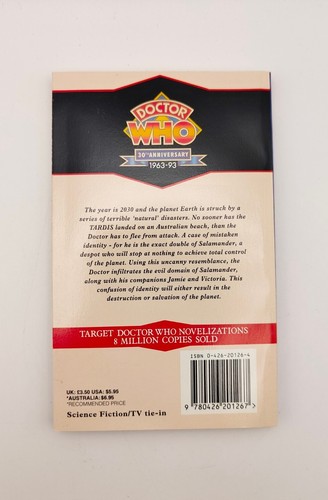 DOCTOR
WHO
30TH ANNIVERSARY
1963-93
The year is 2030 and the planet Earth is struck by a
series of terrible 'natural' disasters. No sooner has the
TARDIS landed on an Australian beach, than the
Doctor has to flee from attack. A case of mistaken
identity - for he is the exact double of Salamander, a
despot who will stop at nothing to achieve total control
of the planet. Using this uncanny resemblance, the
Doctor infiltrates the evil domain of Salamander,
along with his companions Jamie and Victoria. This
confusion of identity will either result in the
destruction or salvation of the planet.
TARGET DOCTOR WHO NOVELIZATIONS
8 MILLION COPIES SOLD
ISBN 0-426-20126-4
UK: £3.50 USA: $5.95
*AUSTRALIA: $6.95
*RECOMMENDED PRICE
Science Fiction/TV tie-in
9 780426 201267 >